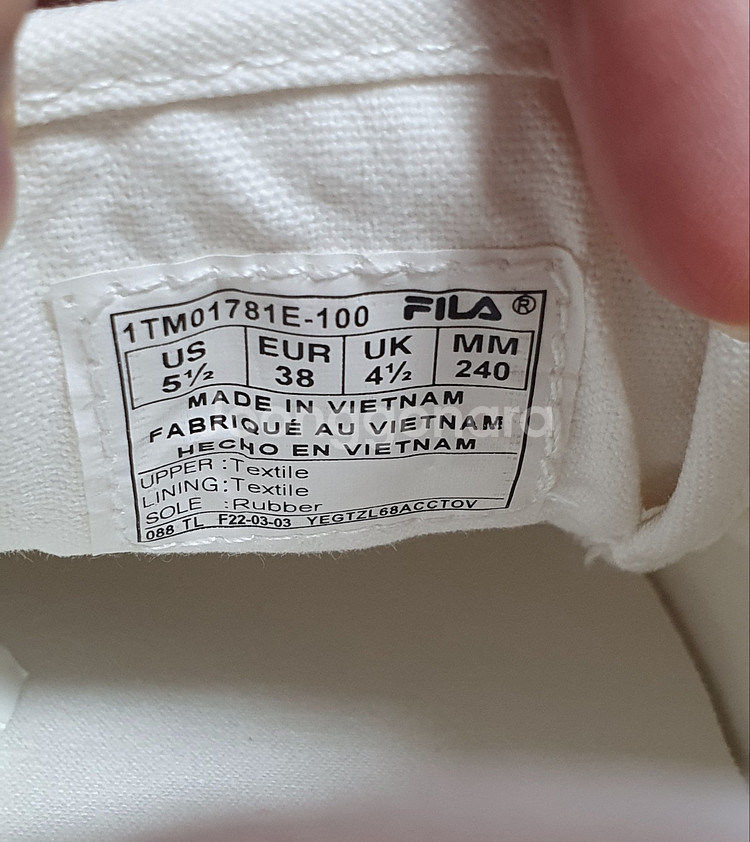 1TM01781E-100 FILA®
US EUR UK MM
5½ 38 4½ 240
MADE IN VIETNAM
FABRIQUÉ AU VIETNAM
HECHO EN VIETNAM
UPPER : Textile
LINING : Textile
SOLE : Rubber
088 TL F22-03-03 YEGTZL68ACCTOV